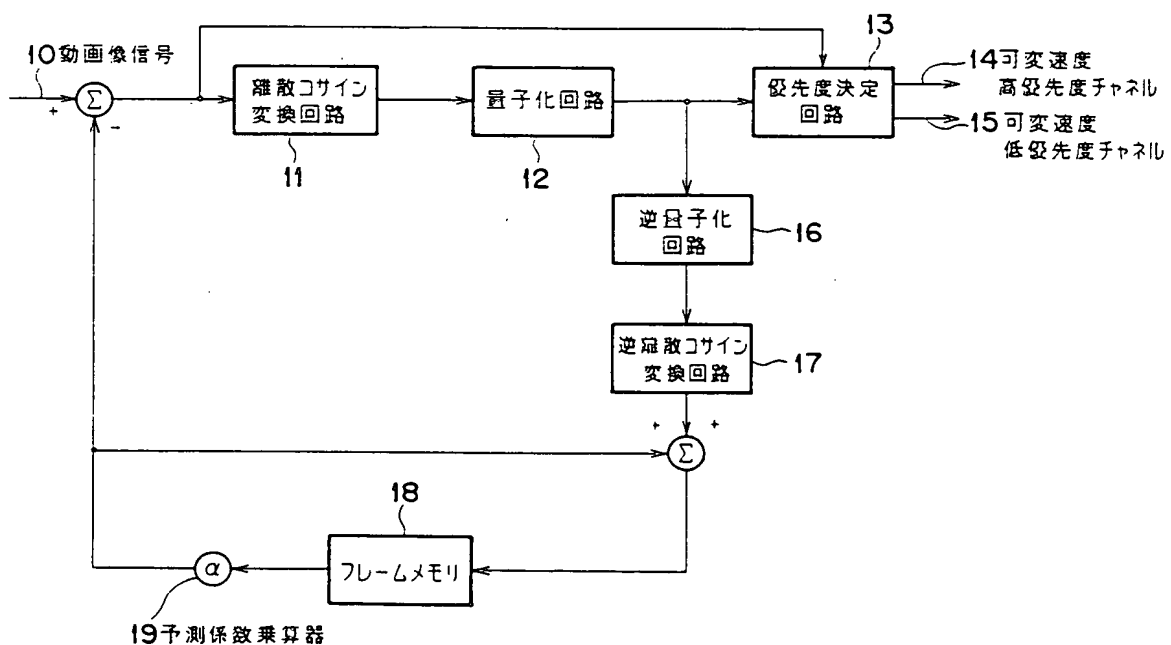 10動画像信号
+
Σ
-
離散コサイン
変換回路
11
量子化回路
12
13
優先度決定
回路
14可変速度
高優先度チャネル
15可変速度
低優先度チャネル
逆量子化
回路
16
逆離散コサイン
変換回路
17
+
+
Σ
18
フレームメモリ
α
19予測係数乗算器